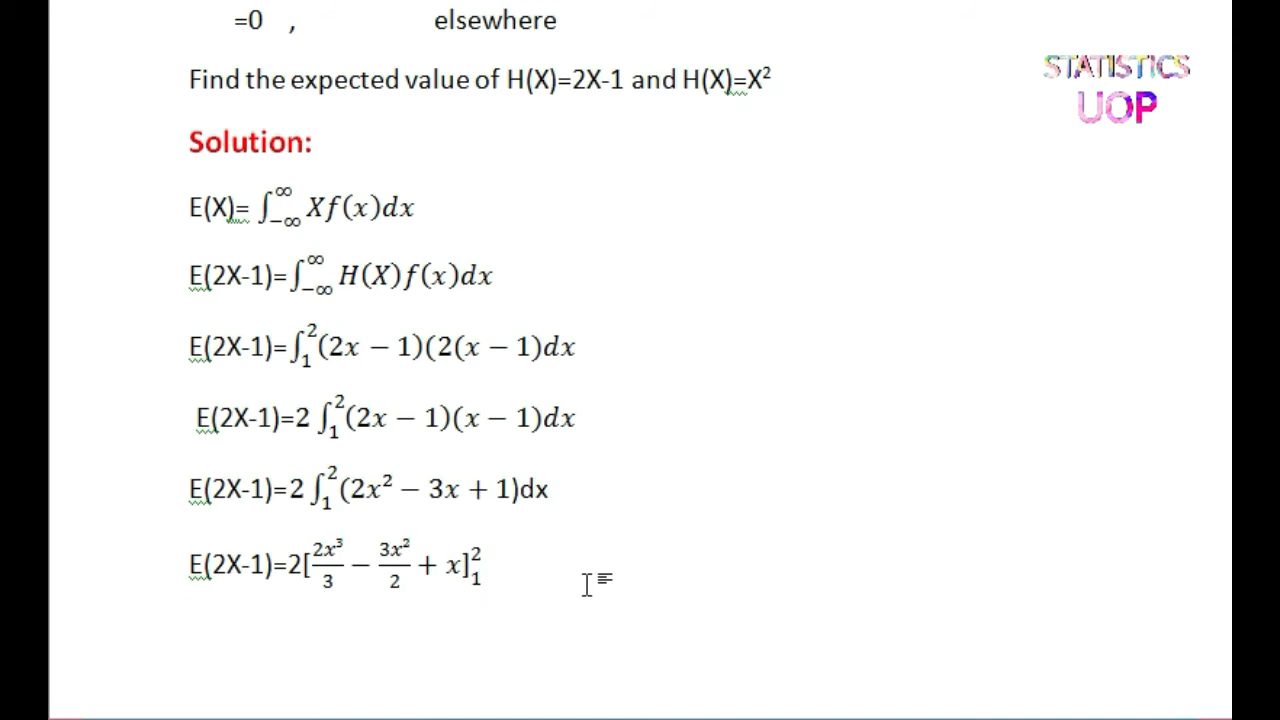 =0 , elsewhere
Find the expected value of H(X)=2X-1 and H(X)=X²
STATISTICS
UOP
Solution:
E(X)= ∫_{−∞}^{∞} Xf(x)dx
E(2X-1)=∫_{−∞}^{∞} H(X)f(x)dx
E(2X-1)=∫_1^2(2x − 1)(2(x − 1)dx
E(2X-1)=2 ∫_1^2(2x − 1)(x − 1)dx
E(2X-1)=2 ∫_1^2(2x² − 3x + 1)dx
E(2X-1)=2[2x³/3 − 3x²/2 + x]_1^2